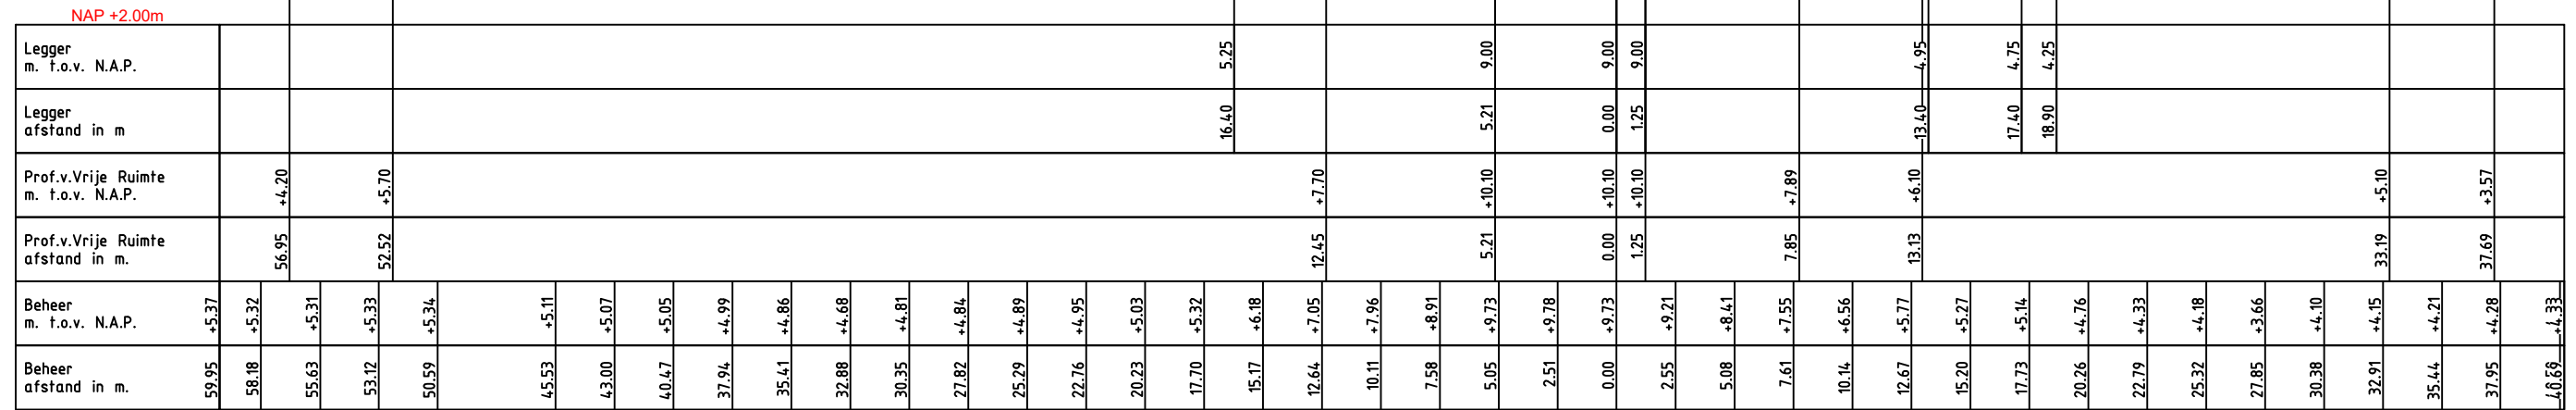 NAP +2.00m
Legger
m. t.o.v. N.A.P.
5.25 9.00 9.00 9.00 4.95 4.75 4.25
Legger
afstand in m
16.40 5.21 0.00 1.25 13.40 17.40 18.90
Prof.v.Vrije Ruimte
m. t.o.v. N.A.P.
+4.20 +5.70 +7.70 +10.10 +10.10 +10.10 +7.89 +6.10 +5.10 +3.57
Prof.v.Vrije Ruimte
afstand in m.
56.95 52.52 12.45 5.21 0.00 1.25 7.85 13.13 33.19 37.69
Beheer
m. t.o.v. N.A.P.
+5.37 +5.32 +5.31 +5.33 +5.34 +5.11 +5.07 +5.05 +4.99 +4.86 +4.68 +4.81 +4.84 +4.89 +4.95 +5.03 +5.32 +6.18 +7.05 +7.96 +8.91 +9.73 +9.78 +9.73 +9.21 +8.41 +7.55 +6.56 +5.77 +5.27 +5.14 +4.76 +4.33 +4.18 +3.66 +4.10 +4.15 +4.21 +4.28 +4.33
Beheer
afstand in m.
59.95 58.18 55.63 53.12 50.59 45.53 43.00 40.47 37.94 35.41 32.88 30.35 27.82 25.29 22.76 20.23 17.70 15.17 12.64 10.11 7.58 5.05 2.51 0.00 2.55 5.08 7.61 10.14 12.67 15.20 17.73 20.26 22.79 25.32 27.85 30.38 32.91 35.44 37.95 40.69